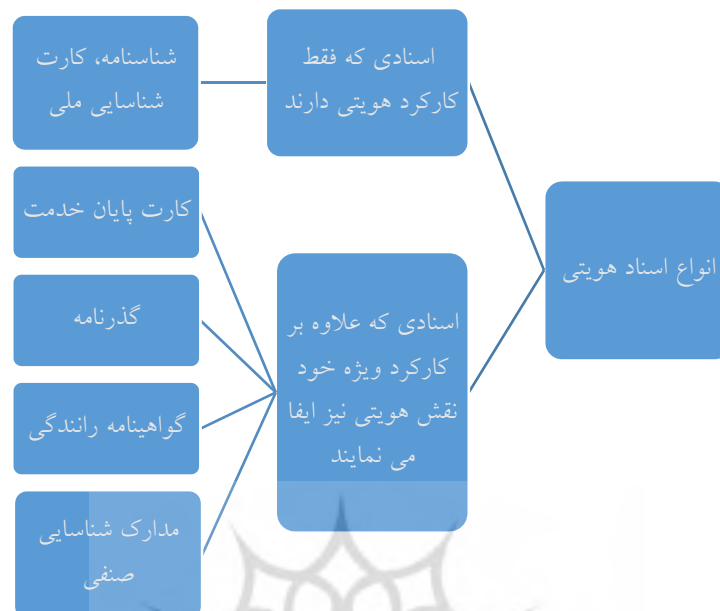 انواع اسناد هویتی
اسنادی که فقط
کارکرد هویتی دارند
شناسنامه، کارت
شناسایی ملی
اسنادی که علاوه بر
کارکرد ویژه خود
نقش هویتی نیز ایفا
می نمایند
کارت پایان خدمت
گذرنامه
گواهینامه رانندگی
مدارک شناسایی
صنفی